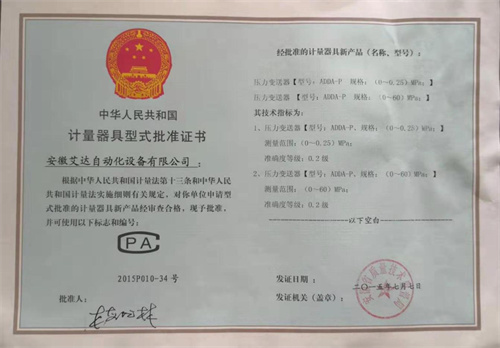 中华人民共和国
计量器具型式批准证书
安徽艾达自动化设备有限公司：
根据中华人民共和国计量法第十三条和中华人
民共和国计量法实施细则有关规定，对你单位申请型
式批准的计量器具新产品经审查合格，现予批准，
并可使用以下标志和编号：
CPA
2015P010-34号
批准人：
经批准的计量器具新产品（名称、型号）：
压力变送器【型号：ADDA-P 规格：（0～0.25）MPa；】
压力变送器【型号：ADDA-P 规格：（0～60）MPa；】
其技术指标为：
1、压力变送器【型号：ADDA-P、规格：（0～0.25）MPa】
测量范围：（0～0.25）MPa；
准确度等级：0.2级
2、压力变送器【型号：ADDA-P、规格：（0～60）MPa】
测量范围：（0～60）MPa
准确度等级：0.2级
以下空白
发证日期：二〇一五年七月七日
发证机关（盖章）：